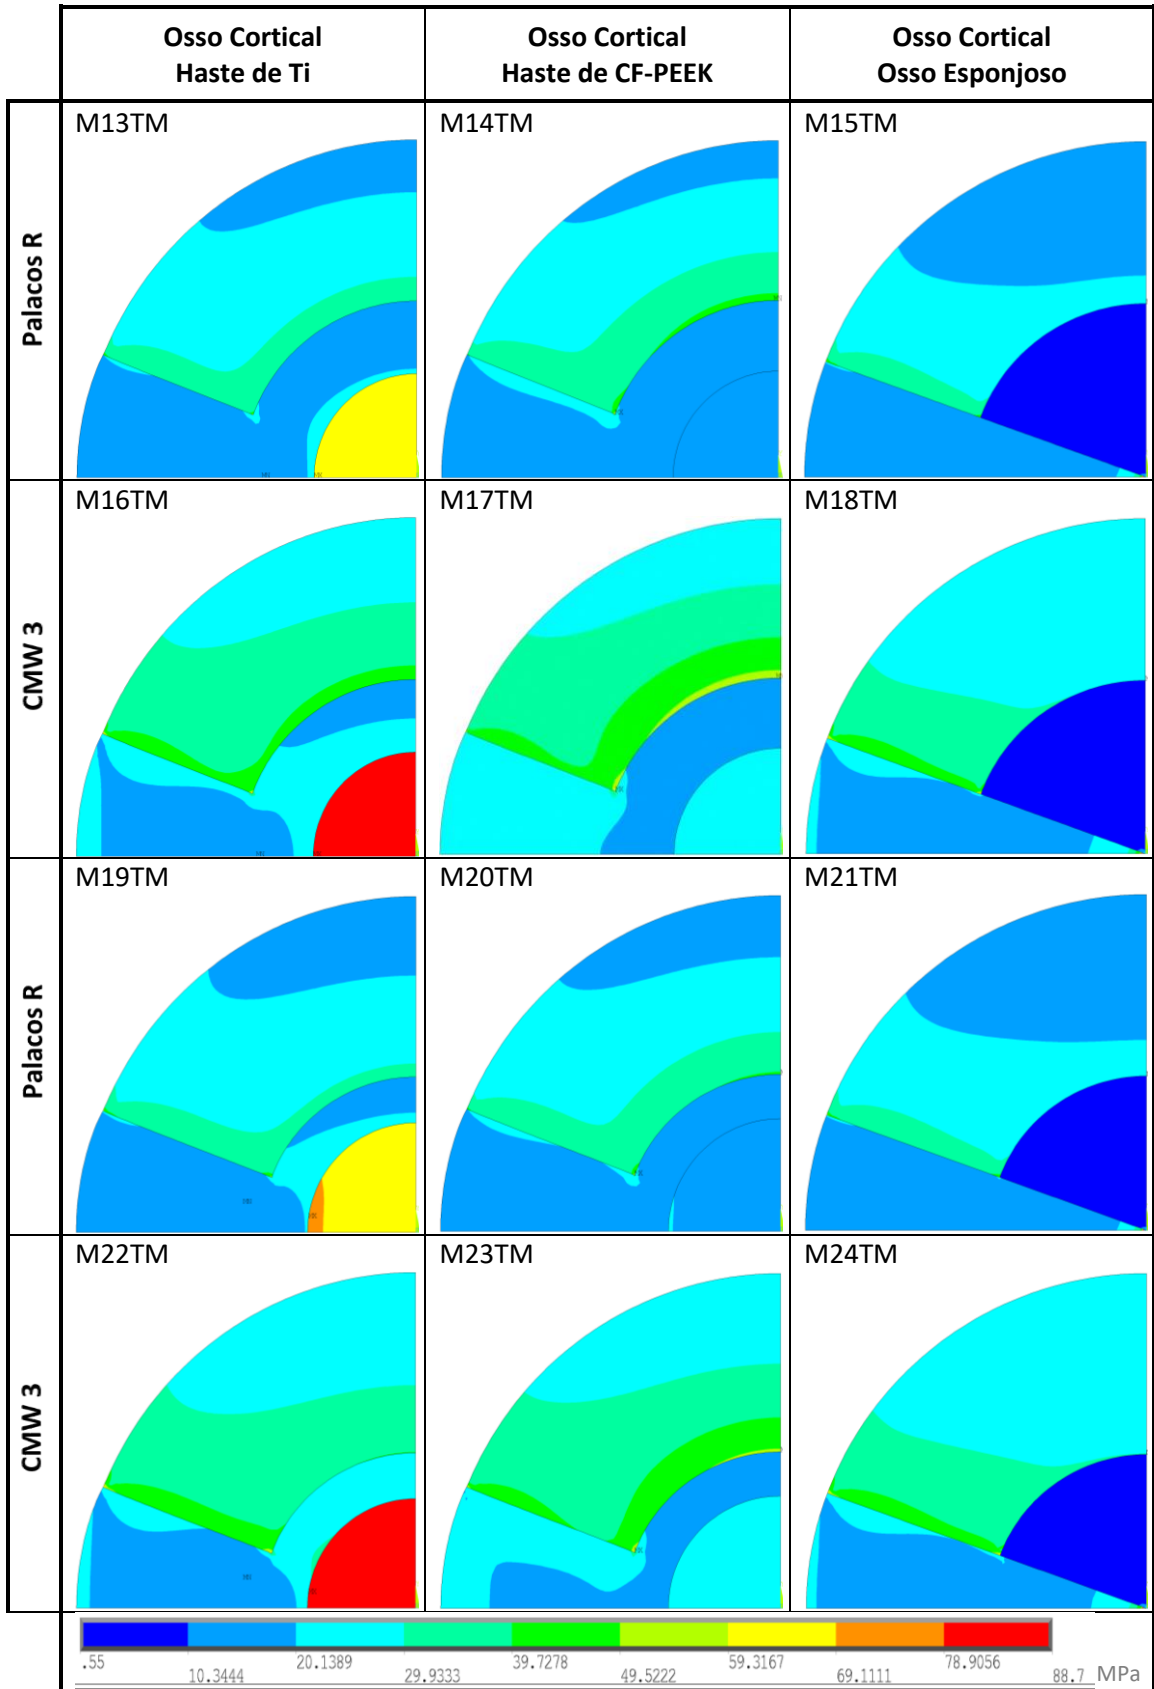 Osso Cortical
Haste de Ti
Osso Cortical
Haste de CF-PEEK
Osso Cortical
Osso Esponjoso
Palacos R
M13TM
M14TM
M15TM
CMW 3
M16TM
M17TM
M18TM
Palacos R
M19TM
M20TM
M21TM
CMW 3
M22TM
M23TM
M24TM
.55
10.3444
20.1389
29.9333
39.7278
49.5222
59.3167
69.1111
78.9056
88.7
MPa